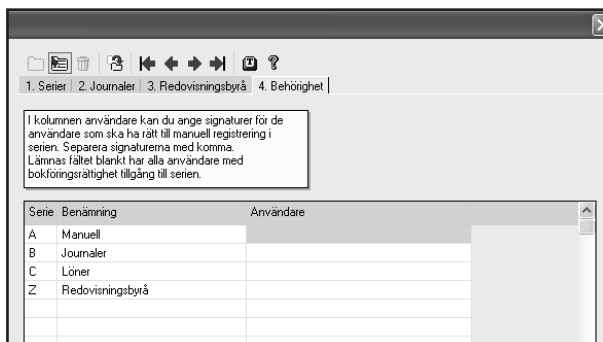 1. Serier 2. Journaler 3. Redovisningsbyrå 4. Behörighet
I kolumnen användare kan du ange signaturer för de
användare som ska ha rätt till manuell registrering i
serien. Separera signaturerna med komma.
Lämnas fältet blankt har alla användare med
bokföringsrättighet tillgång till serien.
Serie Benämning Användare
A Manuell
B Journaler
C Löner
Z Redovisningsbyrå